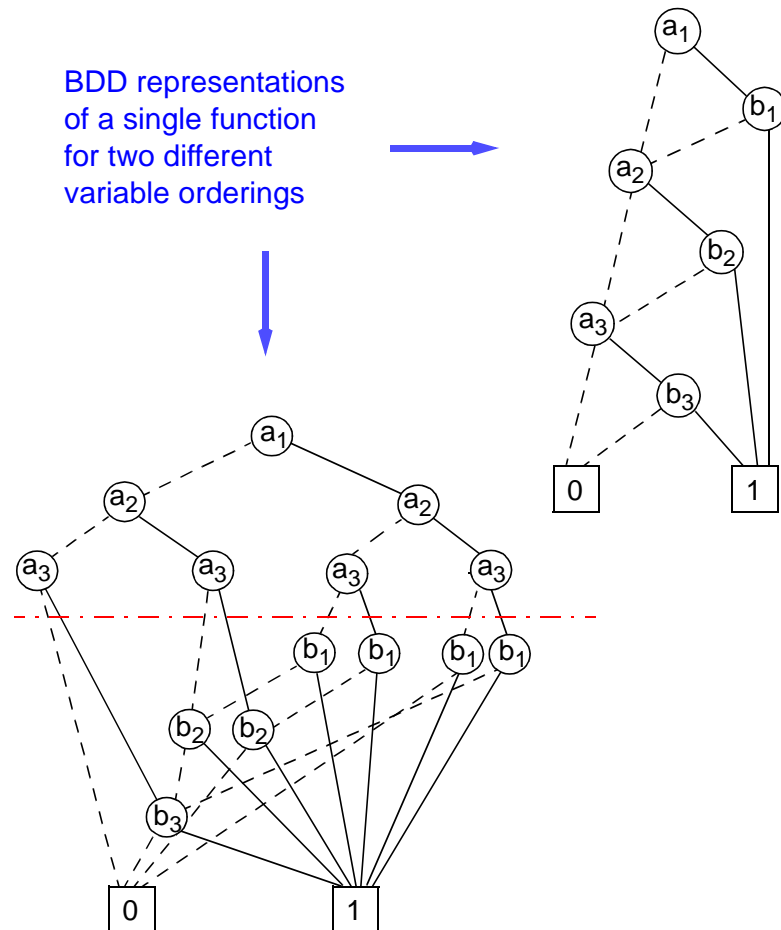 BDD representations
of a single function
for two different
variable orderings
a1
b1
a2
b2
a3
b3
0 1
a1
a2 a2
a3 a3 a3 a3
b1 b1 b1 b1
b2 b2
b3
0 1